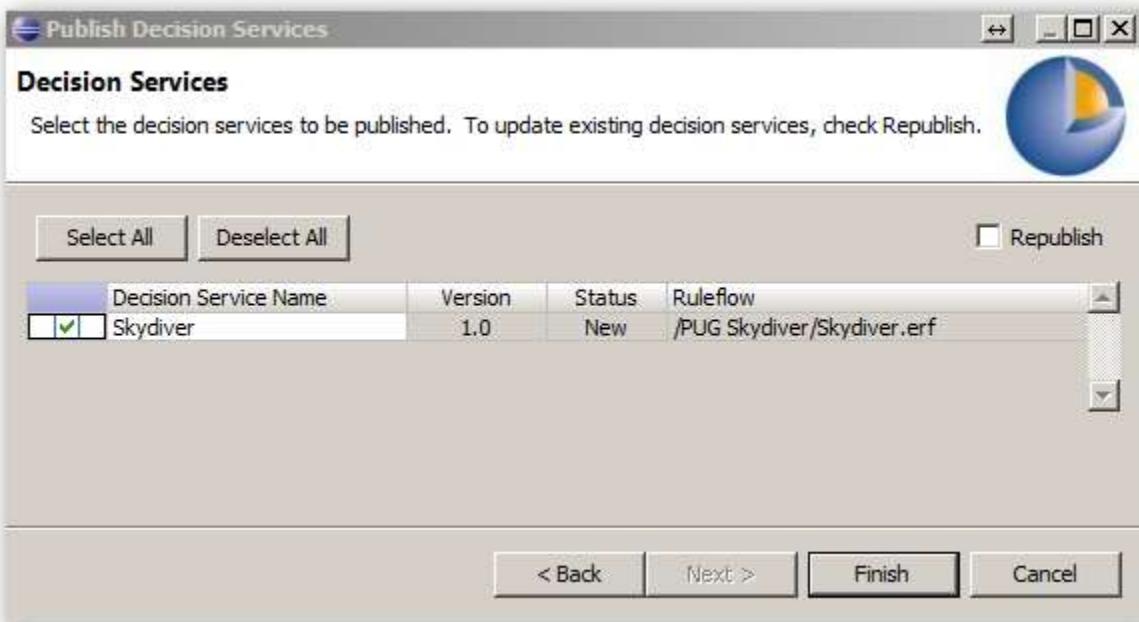 Publish Decision Services
Decision Services
Select the decision services to be published.  To update existing decision services, check Republish.
Select All Deselect All Republish
Decision Service Name Version Status Ruleflow
Skydiver 1.0 New /PUG Skydiver/Skydiver.erf
< Back Next > Finish Cancel